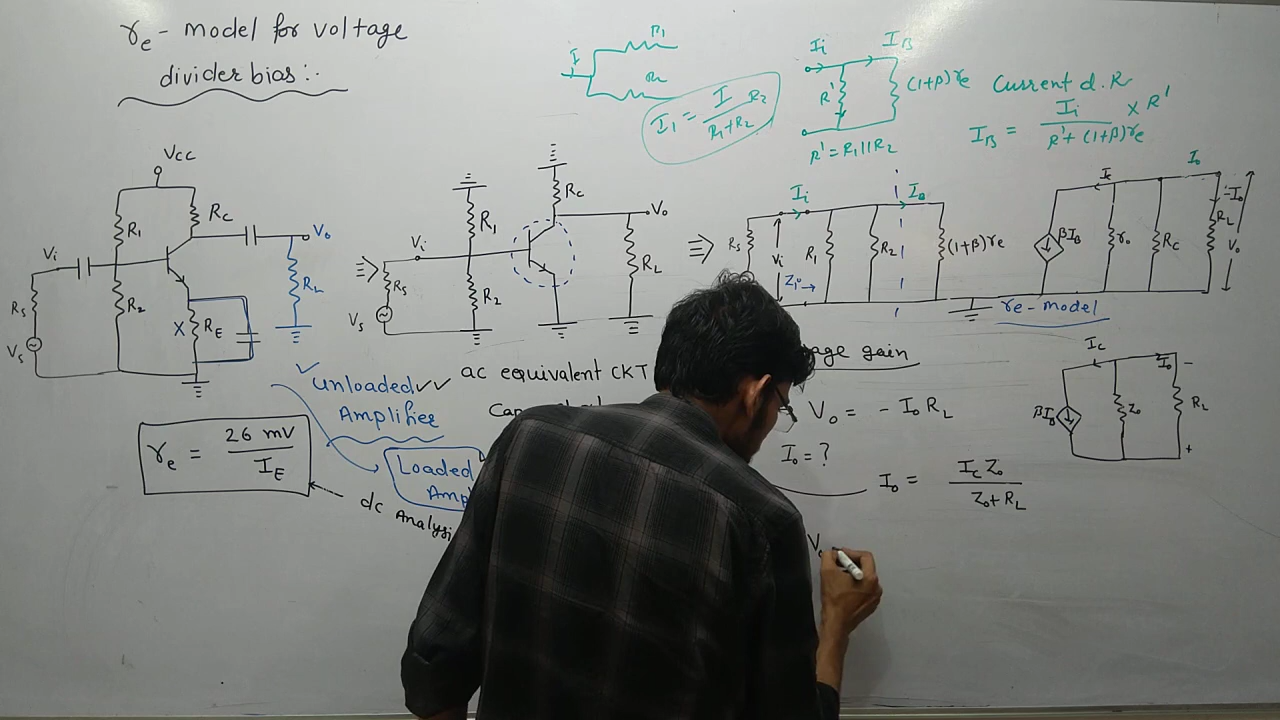 re - model for voltage
divider bias :-
I
R1
I1 = I R2 / R1+R2
Ii
IB
R'
(1+β)re
R' = R1||R2
Current d. R
IB = Ii / R'+(1+β)re × R'
VCC
R1
RC
Vi
Vo
Rs
R2
RL
X
RE
Vs
⇛
RC
R1
Vo
Vi
Rs
R2
RL
Vs
⇛
Ii
Io
Rs
Vi
R1
R2
(1+β)re
Zi →
Ic
Io
-Io
βIB
ro
RC
RL
Vo
re - model
ac equivalent CKT
✓ unloaded ✓✓
Amplifier
Loaded
re = 26 mV / IE
dc Analysi
age gain
Vo = - Io RL
Io = ?
Io = Ic Zo / Zo+RL
Ic
Io
-
βIB
Zo
RL
+